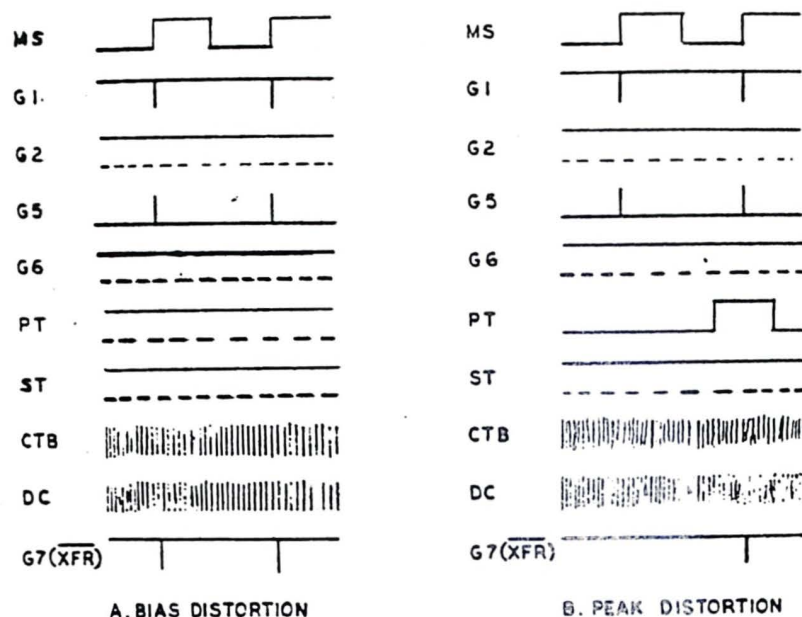 MS
G1
G2
G5
G6
PT
ST
CTB
DC
G7(XFR)
A. BIAS DISTORTION
MS
G1
G2
G5
G6
PT
ST
CTB
DC
G7(XFR)
B. PEAK DISTORTION